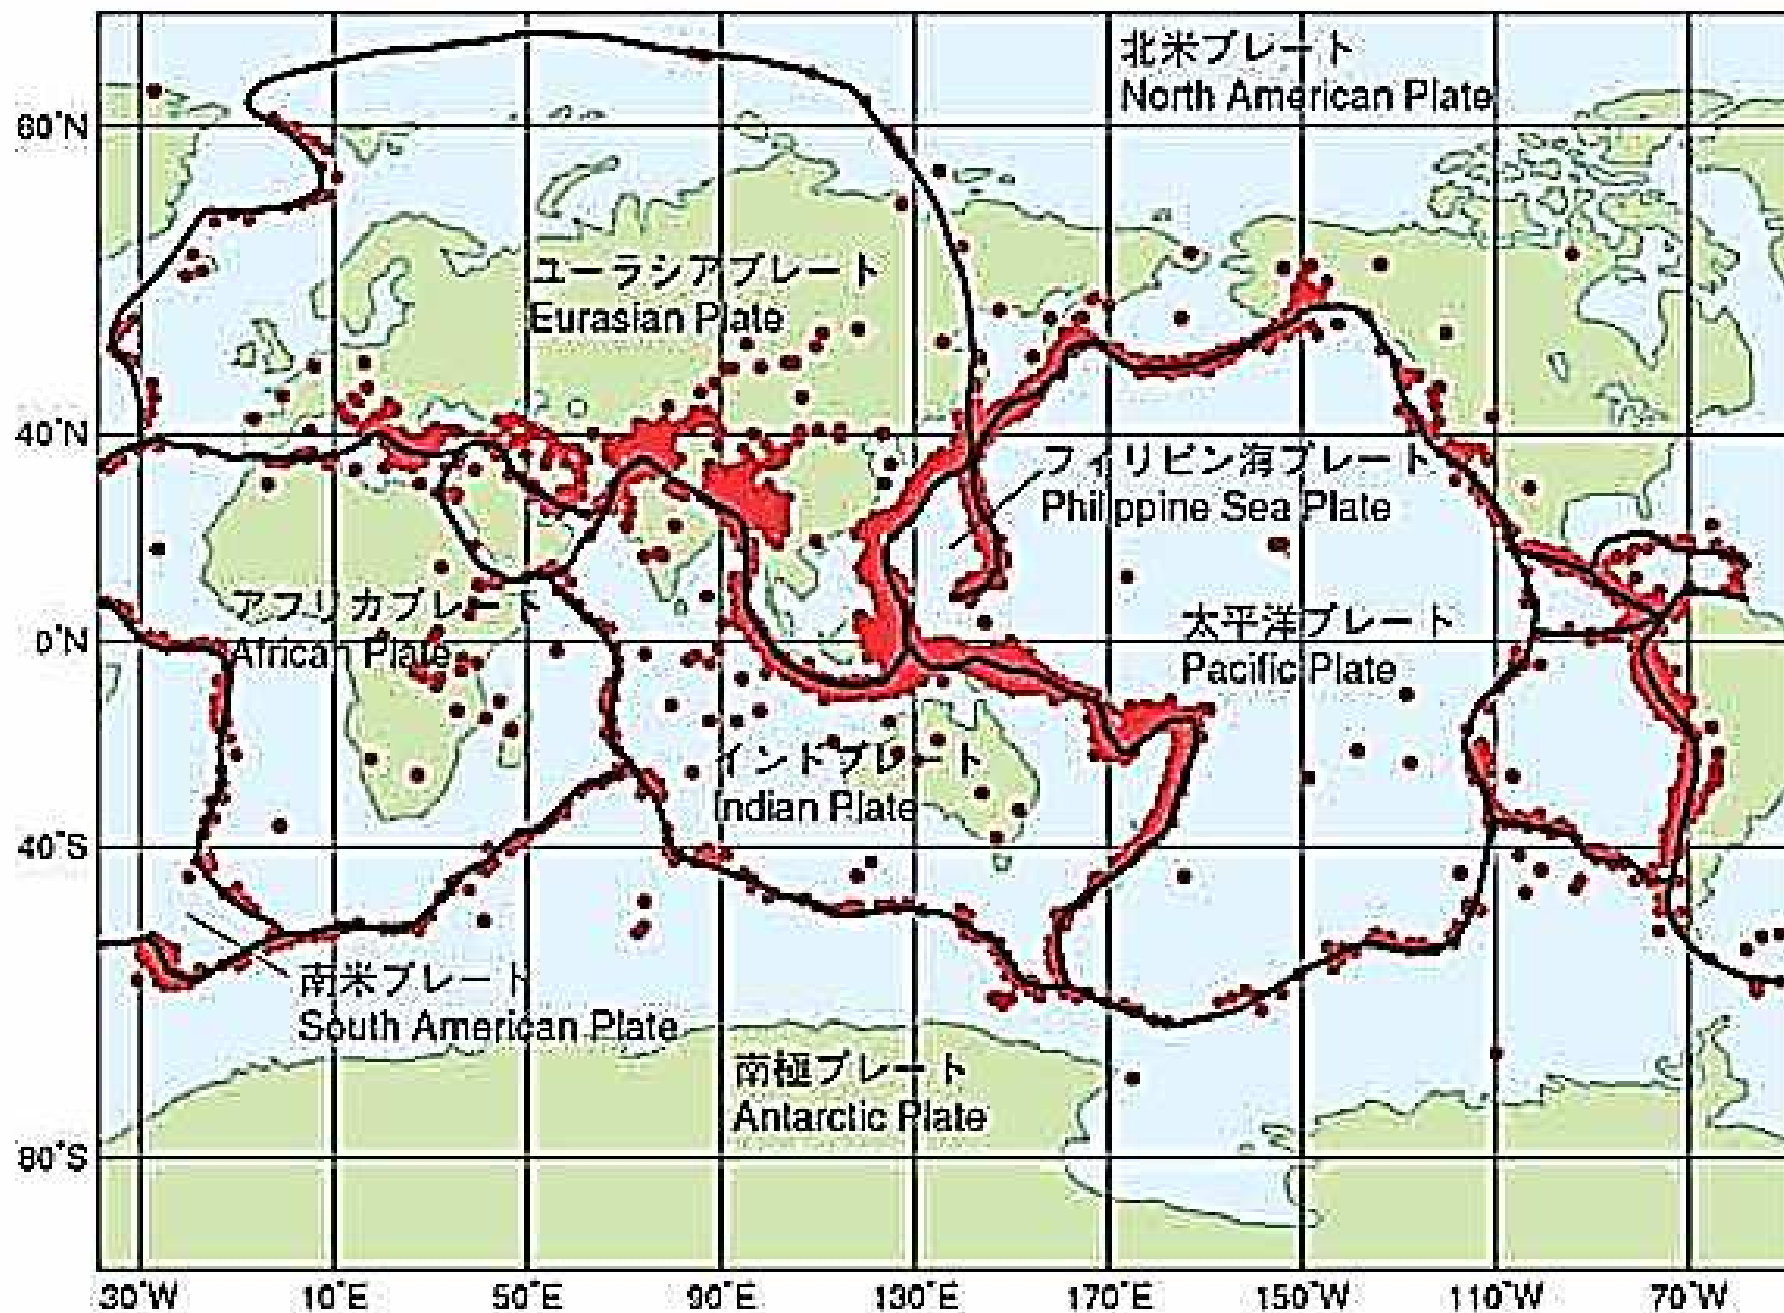 北米プレート
North American Plate
60°N
ユーラシアプレート
Eurasian Plate
40°N
フィリピン海プレート
Philippine Sea Plate
アフリカプレート
African Plate
太平洋プレート
Pacific Plate
0°N
インドプレート
Indian Plate
40°S
南米プレート
South American Plate
南極プレート
Antarctic Plate
80°S
30°W 10°E 50°E 90°E 130°E 170°E 150°W 110°W 70°W